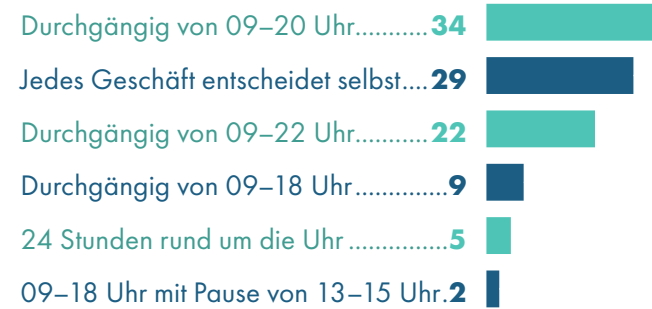 Durchgängig von 09–20 Uhr...........34
Jedes Geschäft entscheidet selbst....29
Durchgängig von 09–22 Uhr...........22
Durchgängig von 09–18 Uhr..............9
24 Stunden rund um die Uhr...............5
09–18 Uhr mit Pause von 13–15 Uhr.2